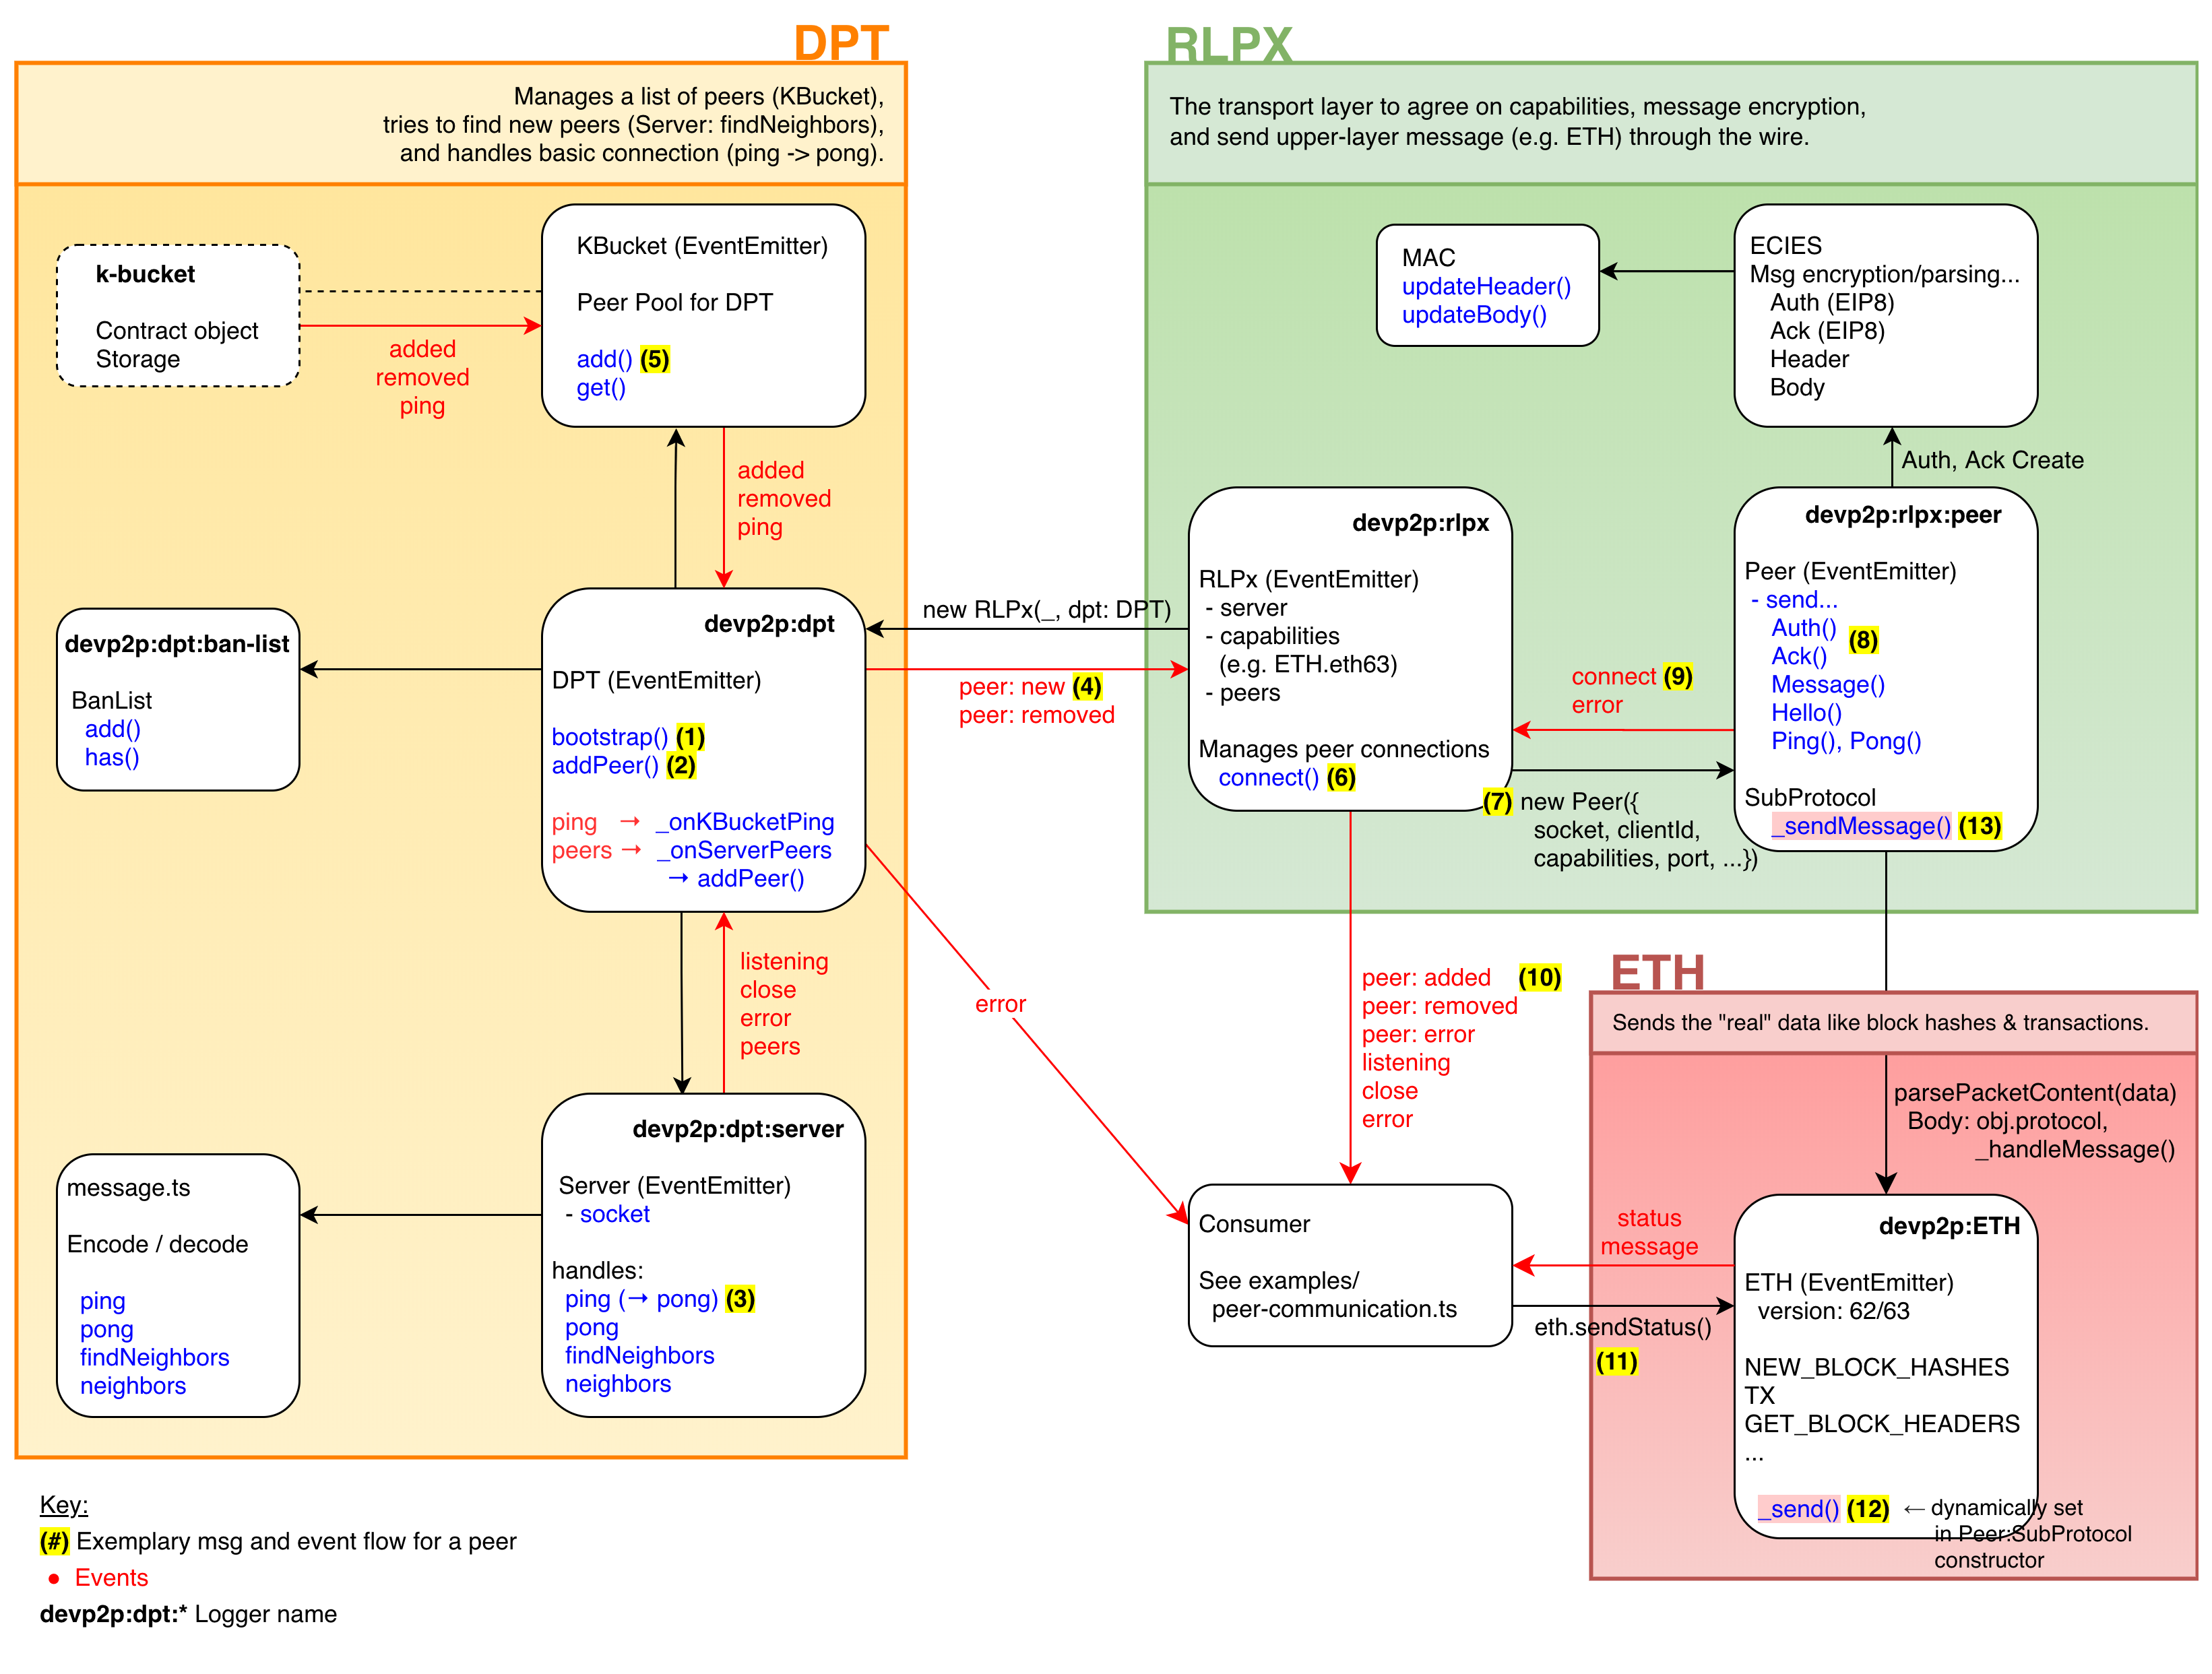 DPT
Manages a list of peers (KBucket),
tries to find new peers (Server: findNeighbors),
and handles basic connection (ping -> pong).
k-bucket
Contract object
Storage
added
removed
ping
KBucket (EventEmitter)
Peer Pool for DPT
add() (5)
get()
added
removed
ping
devp2p:dpt:ban-list
BanList
add()
has()
devp2p:dpt
DPT (EventEmitter)
bootstrap() (1)
addPeer() (2)
ping → _onKBucketPing
peers → _onServerPeers
→ addPeer()
listening
close
error
peers
message.ts
Encode / decode
ping
pong
findNeighbors
neighbors
devp2p:dpt:server
Server (EventEmitter)
- socket
handles:
ping (→ pong) (3)
pong
findNeighbors
neighbors
new RLPx(_, dpt: DPT)
peer: new (4)
peer: removed
error
RLPX
The transport layer to agree on capabilities, message encryption,
and send upper-layer message (e.g. ETH) through the wire.
MAC
updateHeader()
updateBody()
ECIES
Msg encryption/parsing...
Auth (EIP8)
Ack (EIP8)
Header
Body
Auth, Ack Create
devp2p:rlpx
RLPx (EventEmitter)
- server
- capabilities
(e.g. ETH.eth63)
- peers
Manages peer connections
connect() (6)
connect (9)
error
(7) new Peer({
socket, clientId,
capabilities, port, ...})
devp2p:rlpx:peer
Peer (EventEmitter)
- send...
Auth() (8)
Ack()
Message()
Hello()
Ping(), Pong()
SubProtocol
_sendMessage() (13)
peer: added (10)
peer: removed
peer: error
listening
close
error
Consumer
See examples/
peer-communication.ts
ETH
Sends the "real" data like block hashes & transactions.
parsePacketContent(data)
Body: obj.protocol,
_handleMessage()
status
message
eth.sendStatus()
(11)
devp2p:ETH
ETH (EventEmitter)
version: 62/63
NEW_BLOCK_HASHES
TX
GET_BLOCK_HEADERS
...
_send() (12) ← dynamically set
in Peer:SubProtocol
constructor
Key:
(#) Exemplary msg and event flow for a peer
● Events
devp2p:dpt:* Logger name